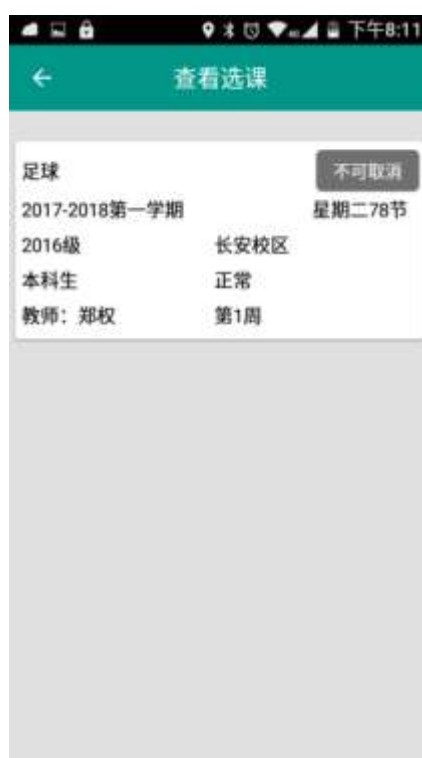 下午8:11
查看选课
足球 不可取消
2017-2018第一学期 星期二78节
2016级 长安校区
本科生 正常
教师：郑权 第1周